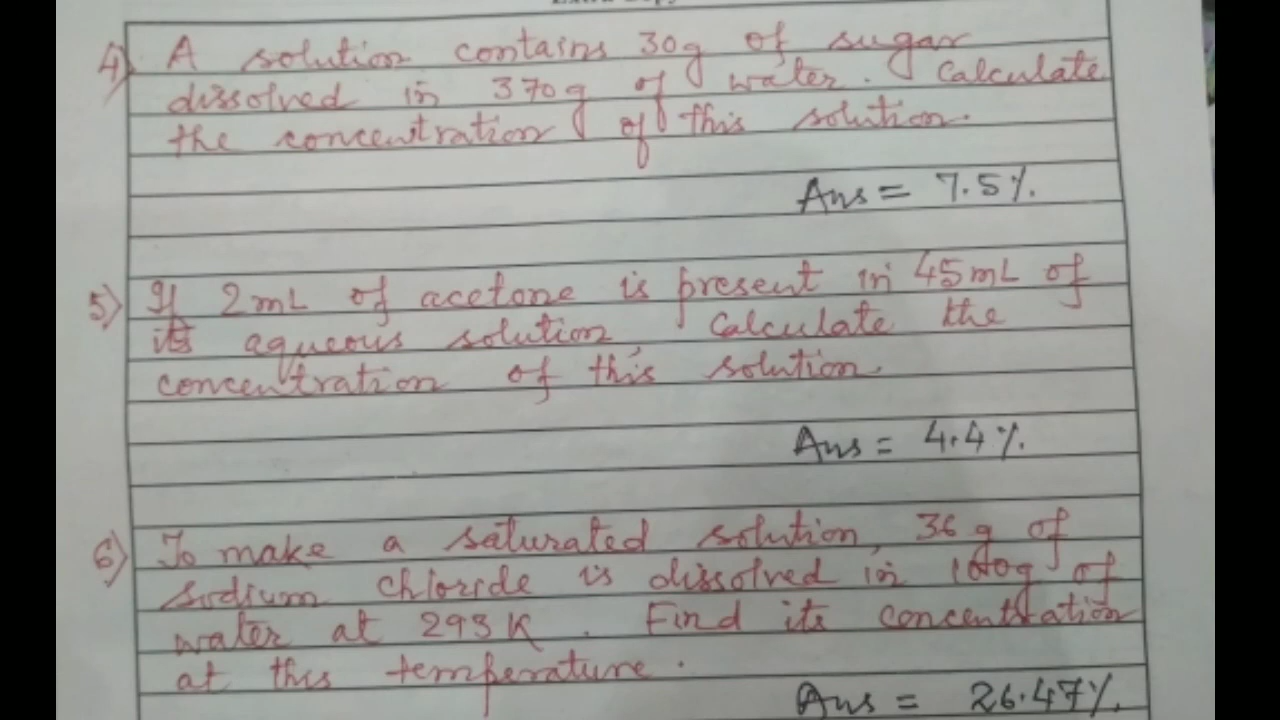 4) A solution contains 30g of sugar
dissolved in 370g of water. Calculate
the concentration of this solution.
Ans = 7.5%.
5) If 2mL of acetone is present in 45mL of
its aqueous solution, calculate the
concentration of this solution.
Ans = 4.4%.
6) To make a saturated solution, 36g of
sodium chloride is dissolved in 100g of
water at 293K. Find its concentration
at this temperature.
Ans = 26.47%.